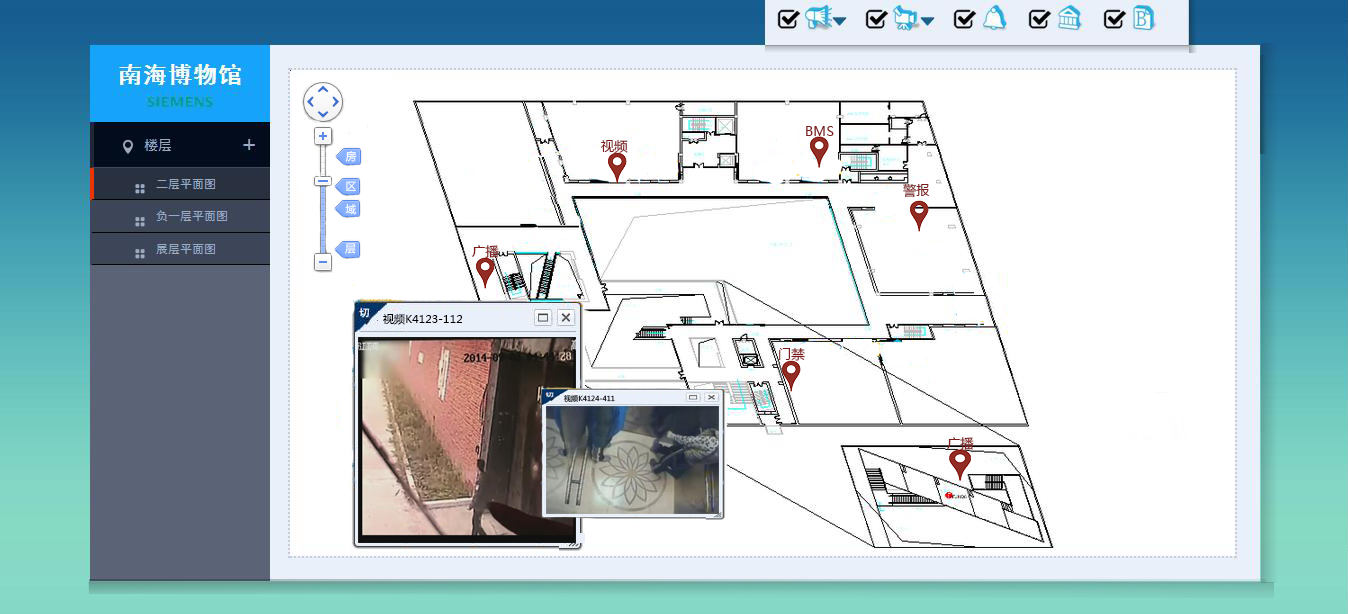 南海博物馆
SIEMENS
楼层
二层平面图
负一层平面图
展层平面图
房
区
域
层
视频
BMS
警报
广播
门禁
广播
切
视频K4123-112
2014-0
28
切
视频K4124-411
B